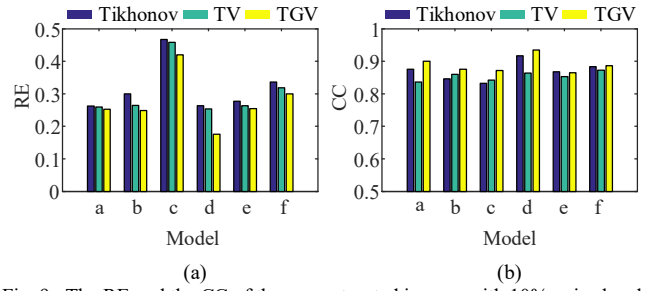 Tikhonov TV TGV
0.5
0.4
0.3
0.2
0.1
0
RE
a b c d e f
Model
(a)
Tikhonov TV TGV
1
0.9
0.8
0.7
0.6
0.5
CC
a b c d e f
Model
(b)